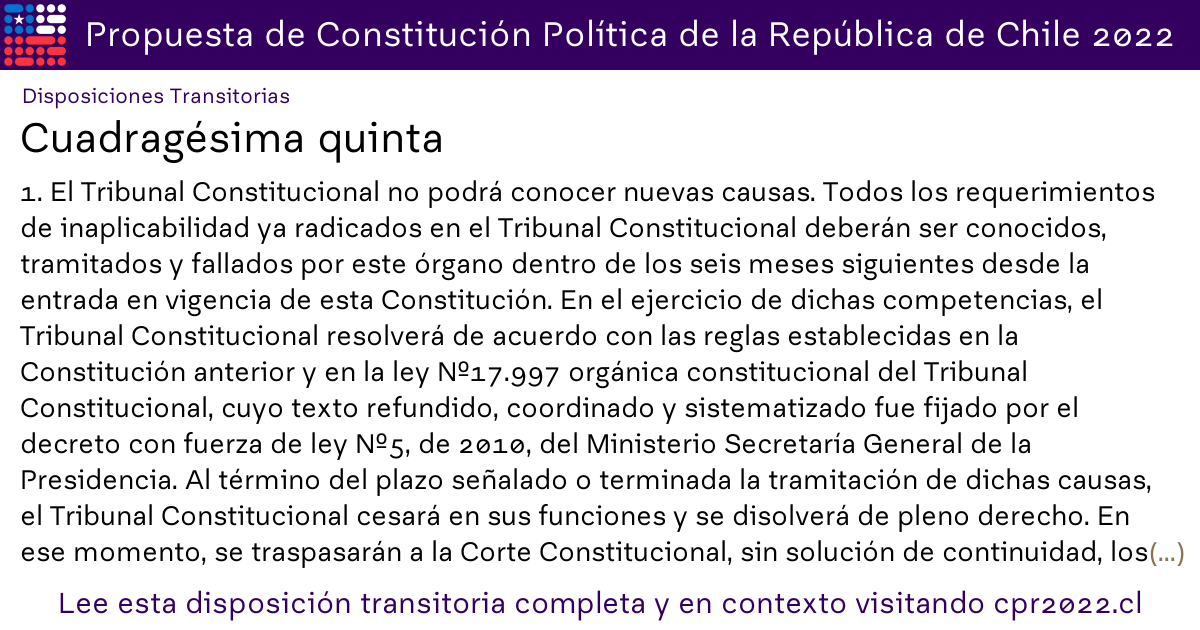 Propuesta de Constitución Política de la República de Chile 2022
Disposiciones Transitorias
Cuadragésima quinta
1. El Tribunal Constitucional no podrá conocer nuevas causas. Todos los requerimientos
de inaplicabilidad ya radicados en el Tribunal Constitucional deberán ser conocidos,
tramitados y fallados por este órgano dentro de los seis meses siguientes desde la
entrada en vigencia de esta Constitución. En el ejercicio de dichas competencias, el
Tribunal Constitucional resolverá de acuerdo con las reglas establecidas en la
Constitución anterior y en la ley Nº17.997 orgánica constitucional del Tribunal
Constitucional, cuyo texto refundido, coordinado y sistematizado fue fijado por el
decreto con fuerza de ley Nº5, de 2010, del Ministerio Secretaría General de la
Presidencia. Al término del plazo señalado o terminada la tramitación de dichas causas,
el Tribunal Constitucional cesará en sus funciones y se disolverá de pleno derecho. En
ese momento, se traspasarán a la Corte Constitucional, sin solución de continuidad, los(...)
Lee esta disposición transitoria completa y en contexto visitando cpr2022.cl